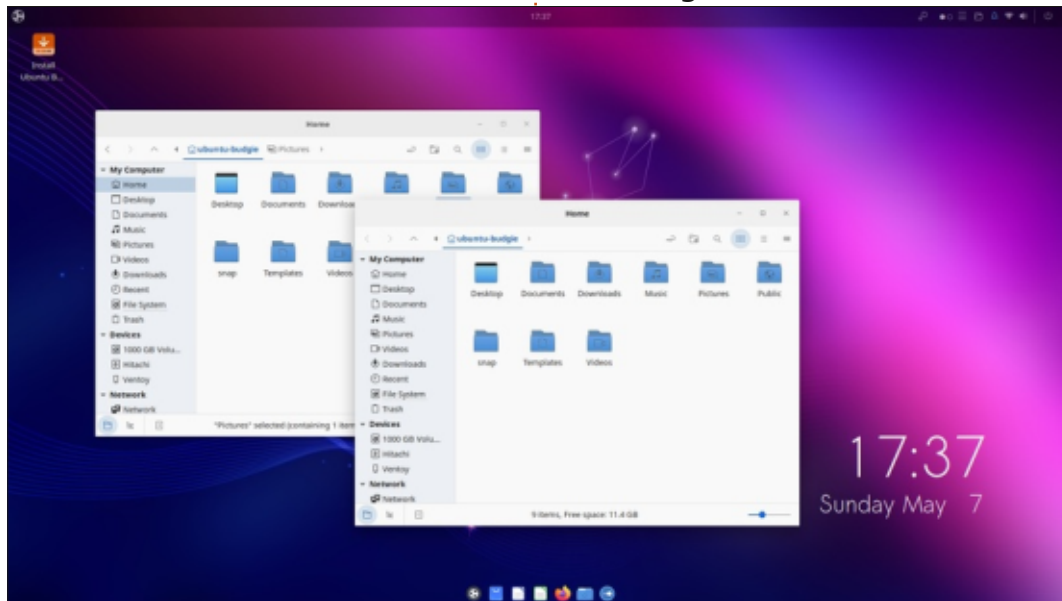 17:37
Install
Ubuntu B...
Home
ubuntu-budgie
Pictures
My Computer
Home
Desktop
Documents
Music
Pictures
Videos
Downloads
Recent
File System
Trash
Devices
1000 GB Volu...
Hitachi
Ventoy
Network
Network
Desktop
Documents
snap
Templates
Videos
"Pictures" selected (containing 1 item
Home
ubuntu-budgie
My Computer
Home
Desktop
Documents
Music
Pictures
Videos
Downloads
Recent
File System
Trash
Devices
1000 GB Volu...
Hitachi
Ventoy
Network
Network
Desktop
Documents
Downloads
Music
Pictures
Public
snap
Templates
Videos
9 items, Free space: 11.4 GB
17:37
Sunday May 7